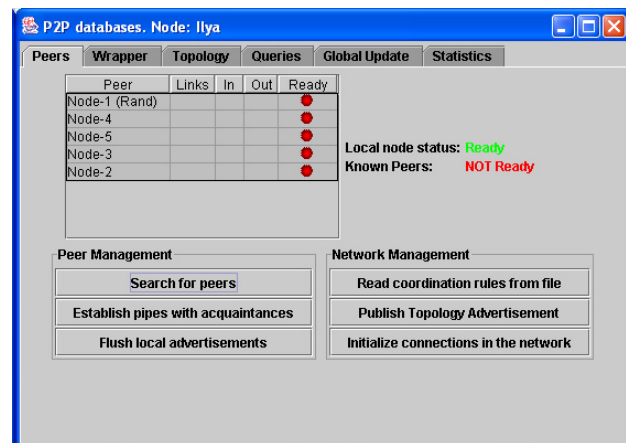 P2P databases. Node: Ilya
Peers Wrapper Topology Queries Global Update Statistics
Peer Links In Out Ready
Node-1 (Rand)
Node-4
Node-5
Node-3
Node-2
Local node status: Ready
Known Peers: NOT Ready
Peer Management
Search for peers
Establish pipes with acquaintances
Flush local advertisements
Network Management
Read coordination rules from file
Publish Topology Advertisement
Initialize connections in the network